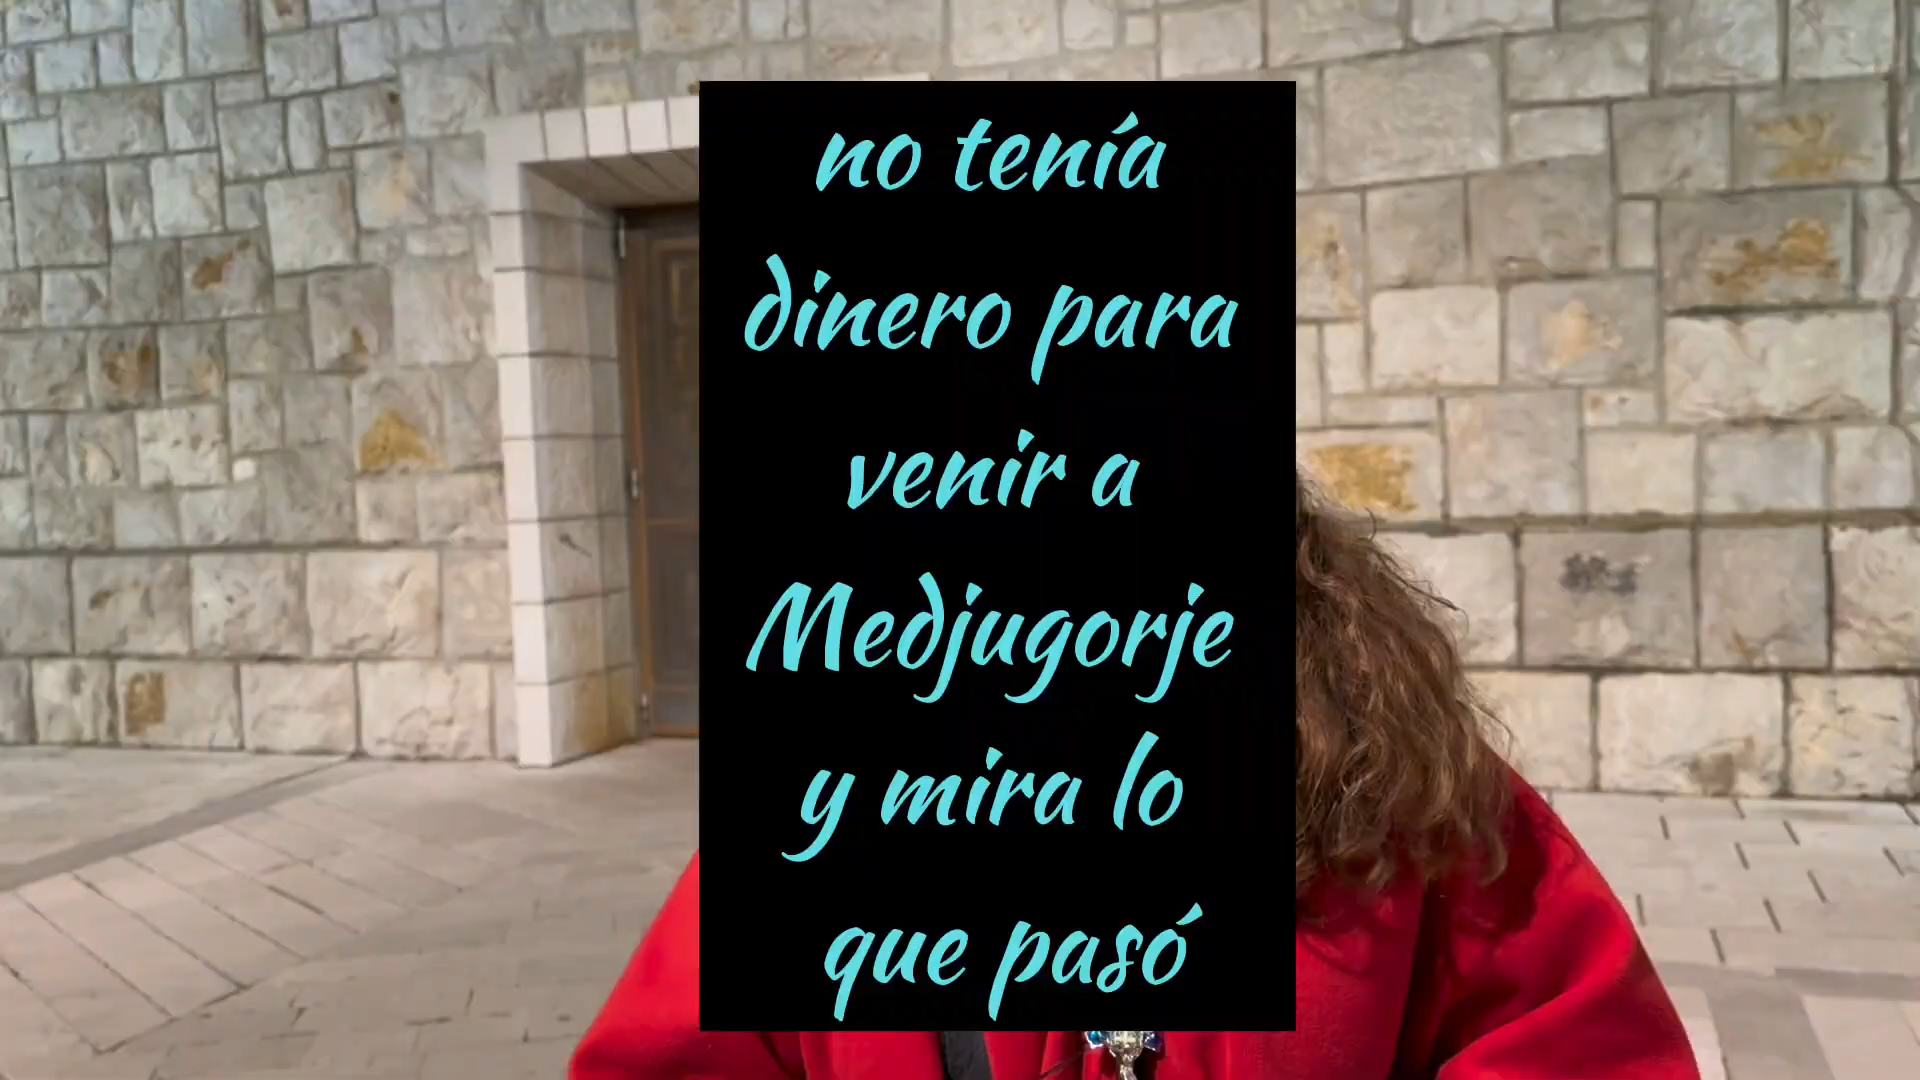 no tenía
dinero para
venir a
Medjugorje
y mira lo
que pasó